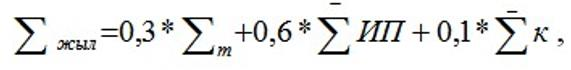 ∑ жыл =0,3*∑ т +0,6*∑̅ ИП + 0,1*∑̅ к ,